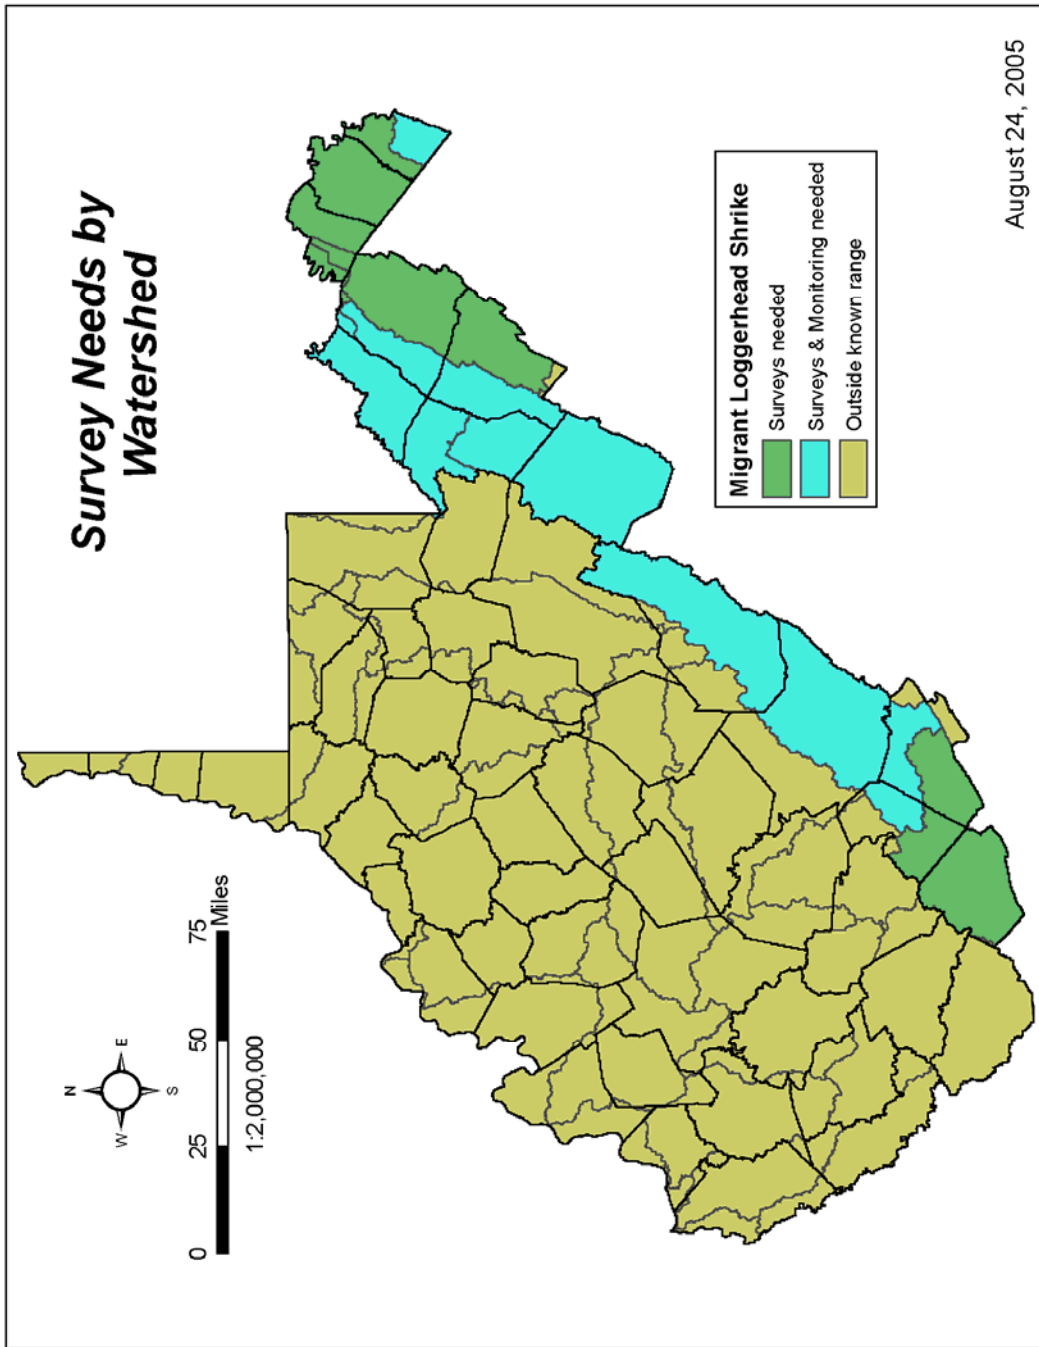 Survey Needs by
Watershed
N
W
E
S
0 25 50 75
Miles
1:2,000,000
Migrant Loggerhead Shrike
Surveys needed
Surveys & Monitoring needed
Outside known range
August 24, 2005